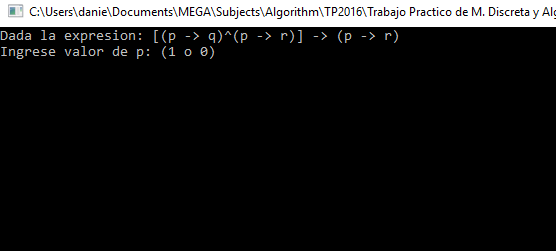 C:\Users\danie\Documents\MEGA\Subjects\Algorithm\TP2016\Trabajo Practico de M. Discreta y
Dada la expresion: [(p -> q)^(p -> r)] -> (p -> r)
Ingrese valor de p: (1 o 0)